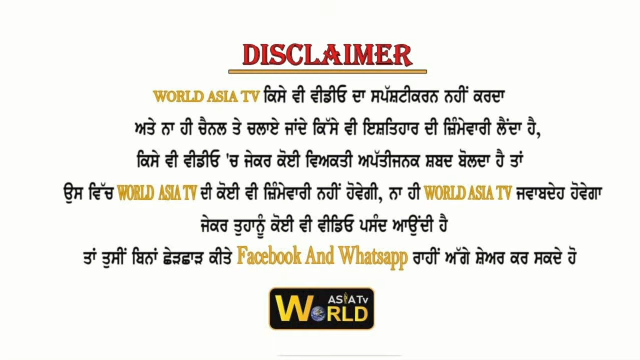 DISCLAIMER
WORLD ASIA TV ਕਿਸੇ ਵੀ ਵੀਡੀਓ ਦਾ ਸਪੱਸ਼ਟੀਕਰਨ ਨਹੀਂ ਕਰਦਾ
ਅਤੇ ਨਾ ਹੀ ਚੈਨਲ ਤੇ ਚਲਾਏ ਜਾਂਦੇ ਕਿਸੇ ਵੀ ਇਸ਼ਤਿਹਾਰ ਦੀ ਜ਼ਿੰਮੇਵਾਰੀ ਲੈਂਦਾ ਹੈ,
ਕਿਸੇ ਵੀ ਵੀਡੀਓ 'ਚ ਜੇਕਰ ਕੋਈ ਵਿਅਕਤੀ ਅਪੱਤੀਜਨਕ ਸ਼ਬਦ ਬੋਲਦਾ ਹੈ ਤਾਂ
ਉਸ ਵਿੱਚ WORLD ASIA TV ਦੀ ਕੋਈ ਵੀ ਜ਼ਿੰਮੇਵਾਰੀ ਨਹੀਂ ਹੋਵੇਗੀ, ਨਾ ਹੀ WORLD ASIA TV ਜਵਾਬਦੇਹ ਹੋਵੇਗਾ
ਜੇਕਰ ਤੁਹਾਨੂੰ ਕੋਈ ਵੀ ਵੀਡਿਓ ਪਸੰਦ ਆਉਂਦੀ ਹੈ
ਤਾਂ ਤੁਸੀਂ ਬਿਨਾਂ ਛੇੜਛਾੜ ਕੀਤੇ Facebook And Whatsapp ਰਾਹੀਂ ਅੱਗੇ ਸ਼ੇਅਰ ਕਰ ਸਕਦੇ ਹੋ
ASIA TV
WORLD